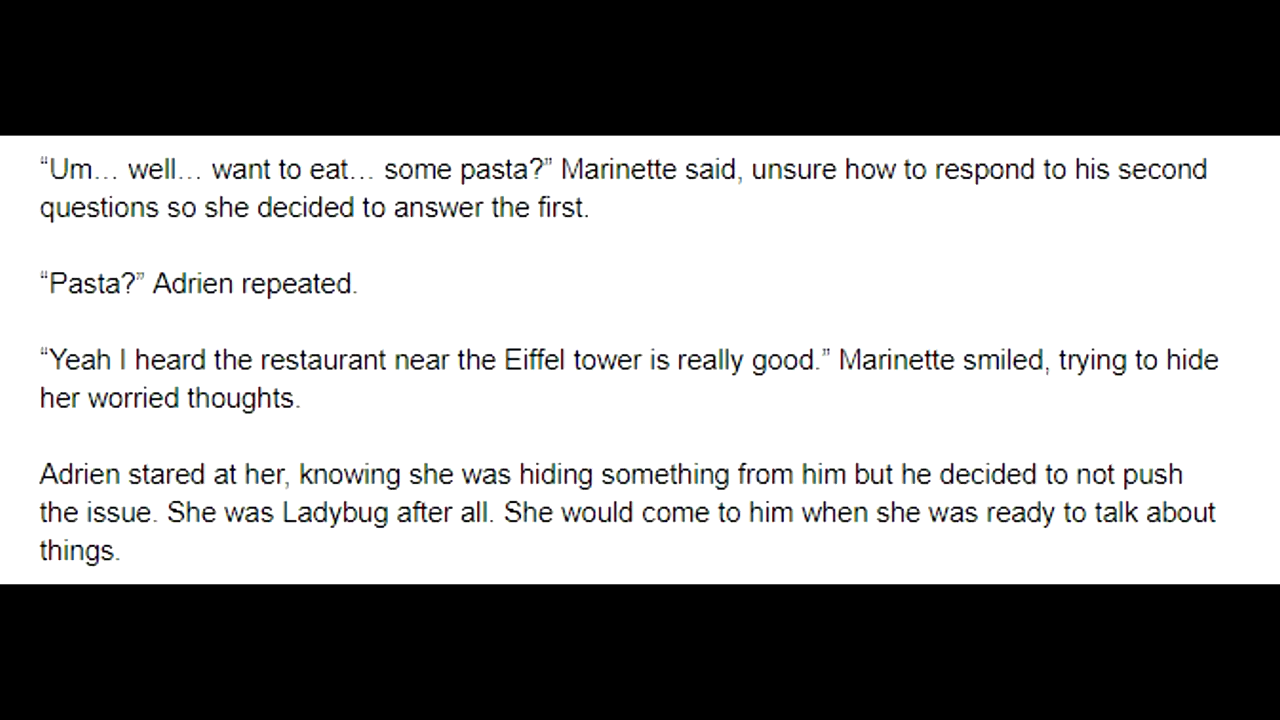 “Um... well... want to eat... some pasta?” Marinette said, unsure how to respond to his second
questions so she decided to answer the first.
“Pasta?” Adrien repeated.
“Yeah I heard the restaurant near the Eiffel tower is really good.” Marinette smiled, trying to hide
her worried thoughts.
Adrien stared at her, knowing she was hiding something from him but he decided to not push
the issue. She was Ladybug after all. She would come to him when she was ready to talk about
things.